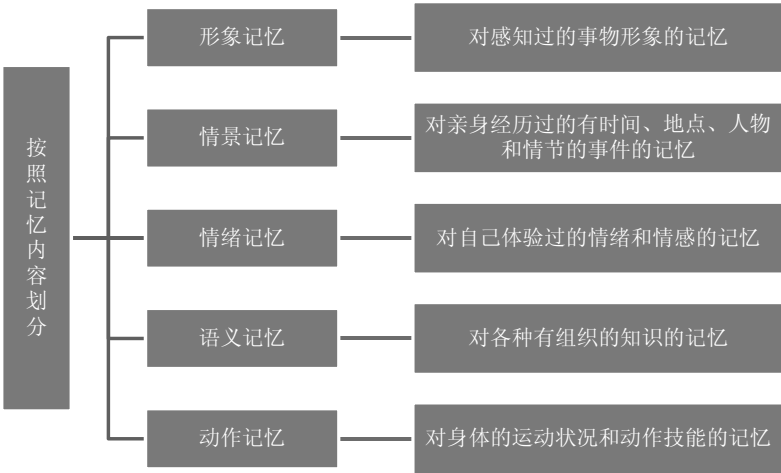 按照记忆内容划分
形象记忆
对感知过的事物形象的记忆
情景记忆
对亲身经历过的有时间、地点、人物
和情节的事件的记忆
情绪记忆
对自己体验过的情绪和情感的记忆
语义记忆
对各种有组织的知识的记忆
动作记忆
对身体的运动状况和动作技能的记忆